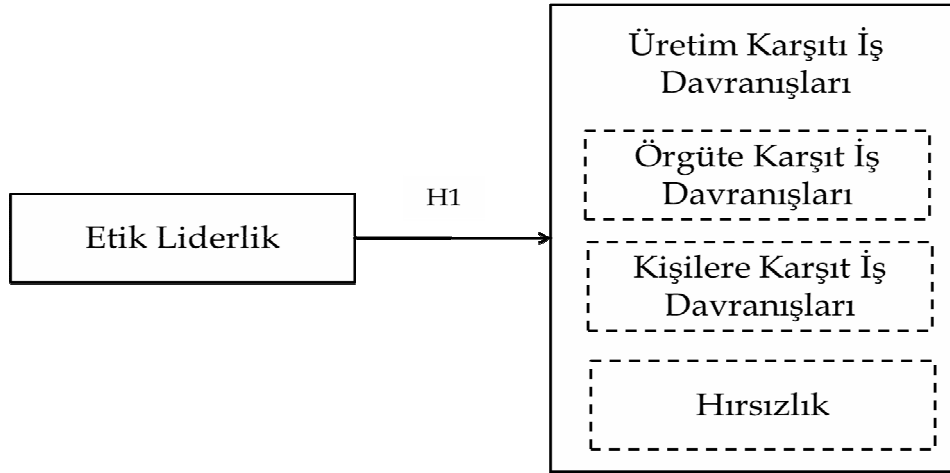 Üretim Karşıtı İş
Davranışları
Örgüte Karşıt İş
Davranışları
H1
Etik Liderlik
Kişilere Karşıt İş
Davranışları
Hırsızlık